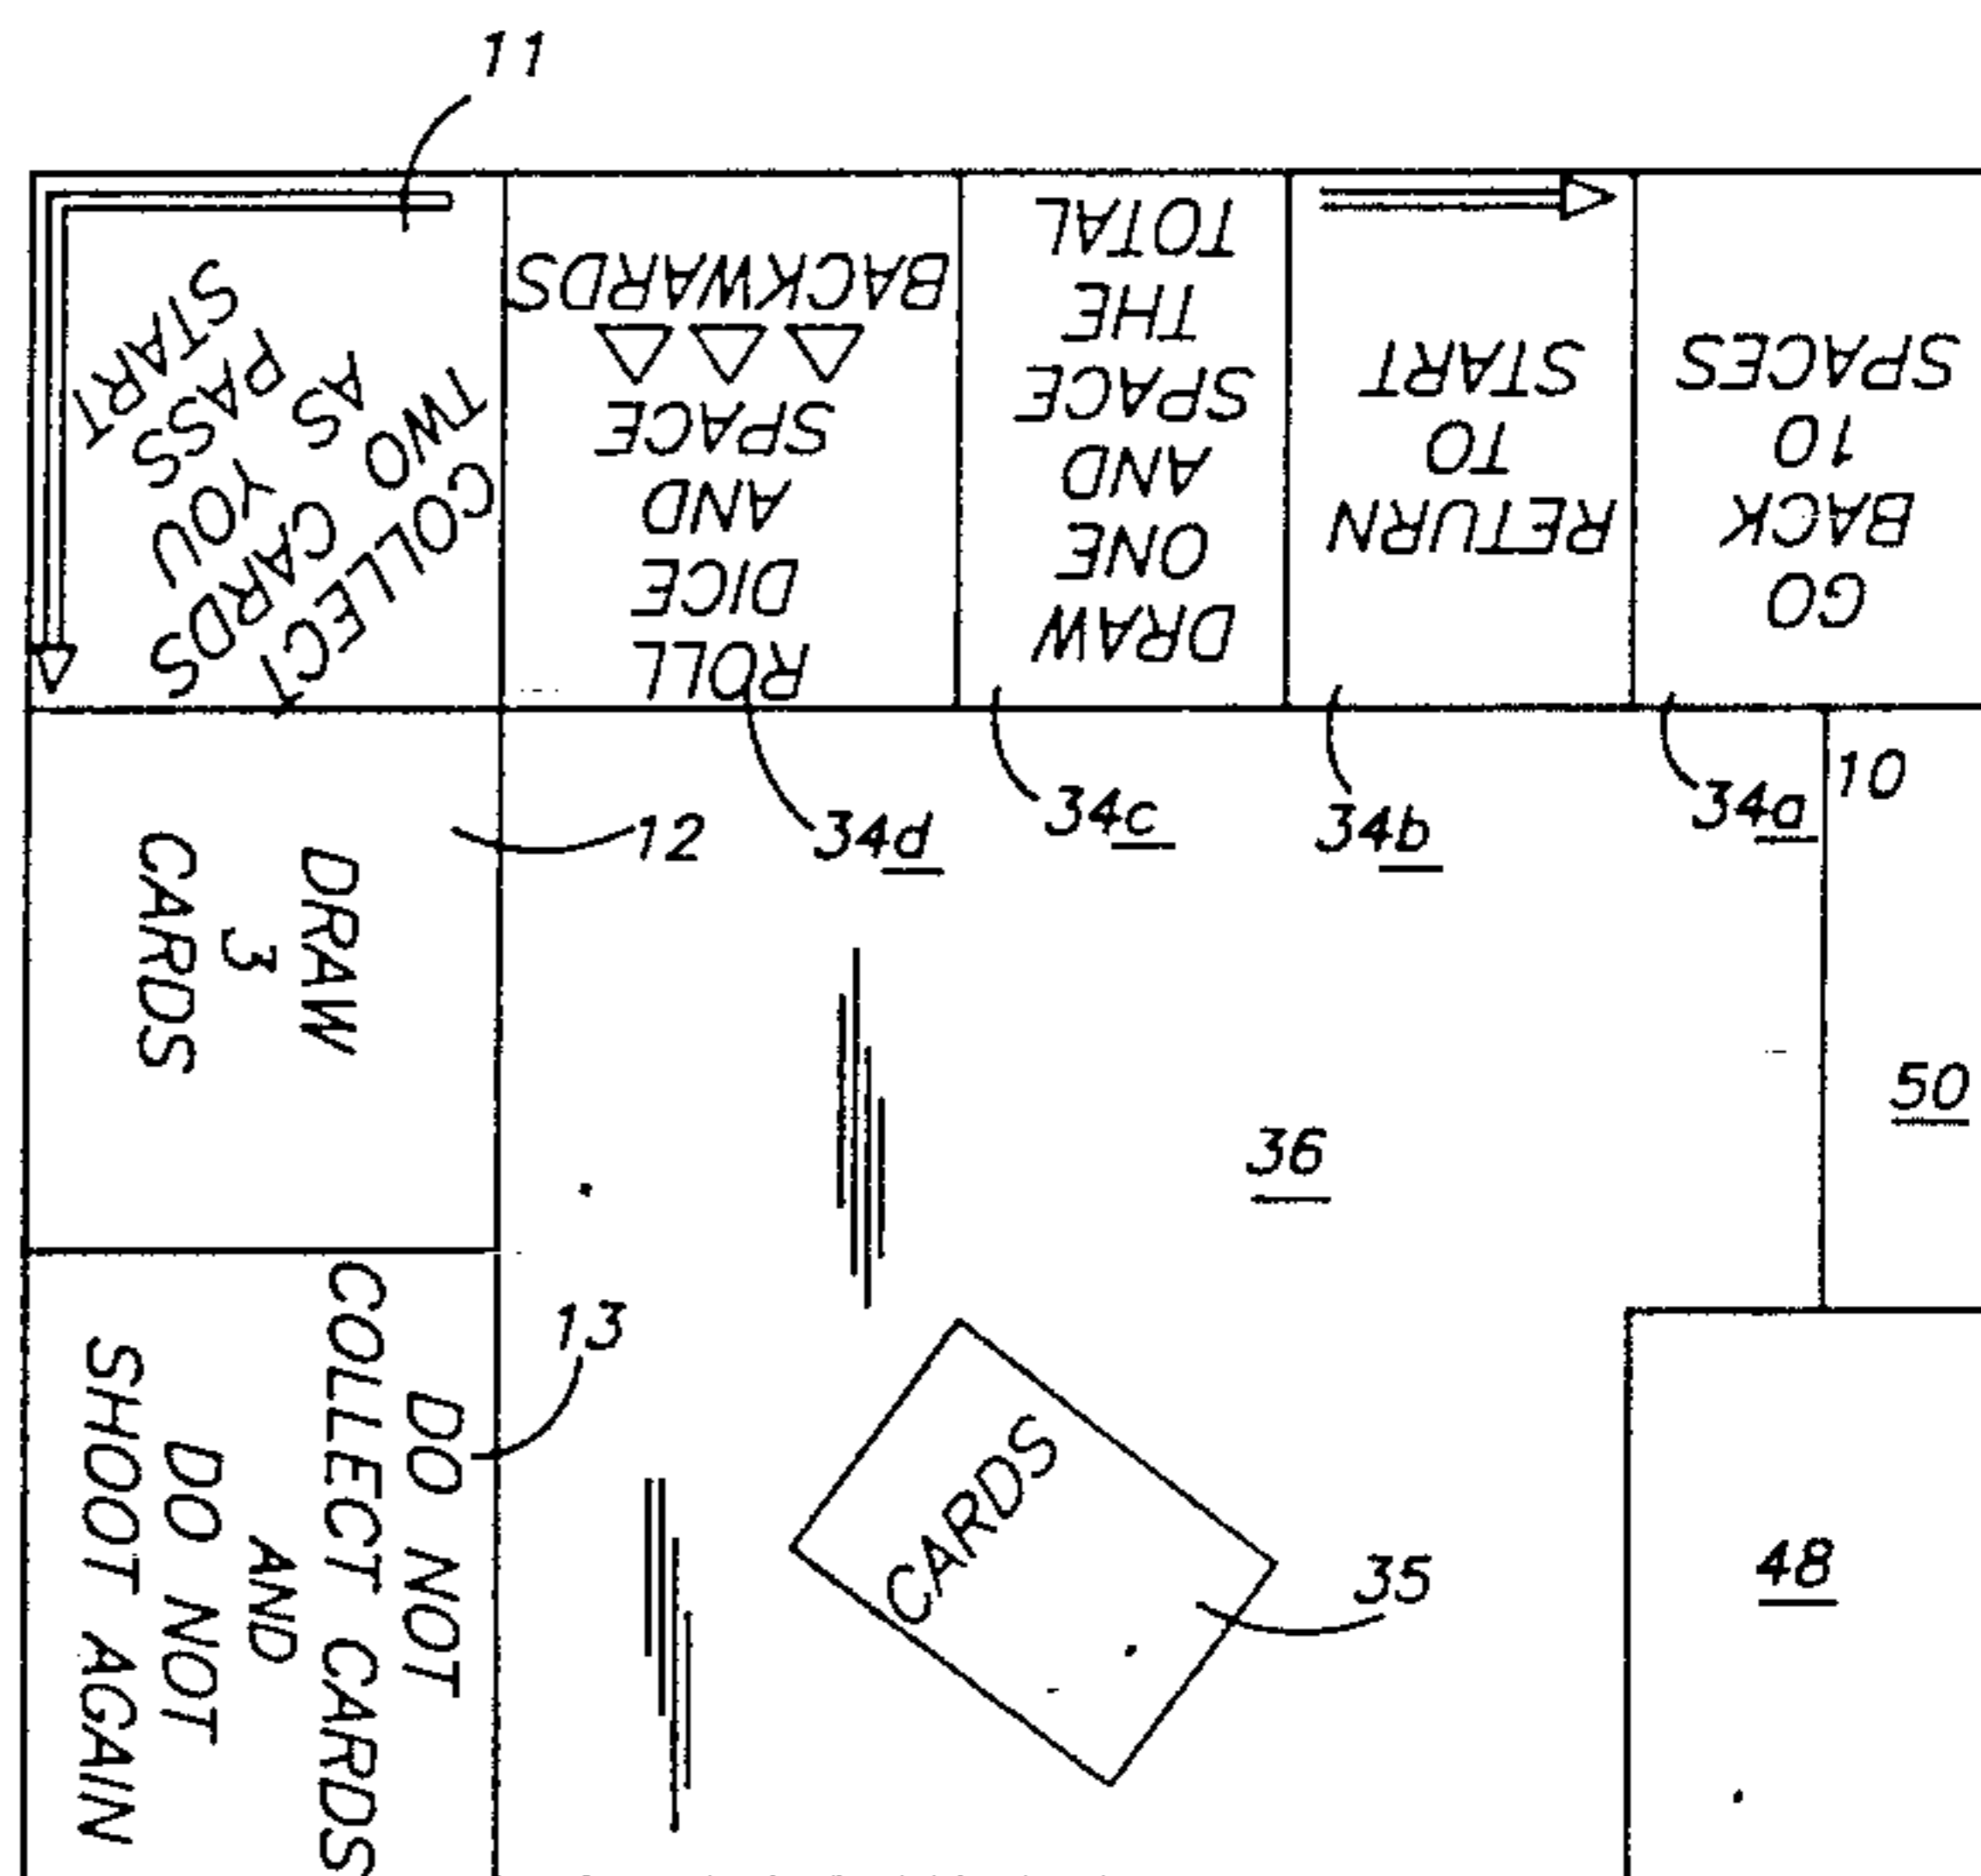 11
COLLECT
TWO CARDS
AS YOU
PASS
START
ROLL
DICE
AND
SPACE
BACKWARDS
DRAW
ONE
AND
SPACE
THE
TOTAL
RETURN
TO
START
GO
BACK
10
SPACES
34d
34c
34b
34a
10
12
DRAW
3
CARDS
36
50
13
DO NOT
COLLECT CARDS
AND
DO NOT
SHOOT AGAIN
CARDS
35
48